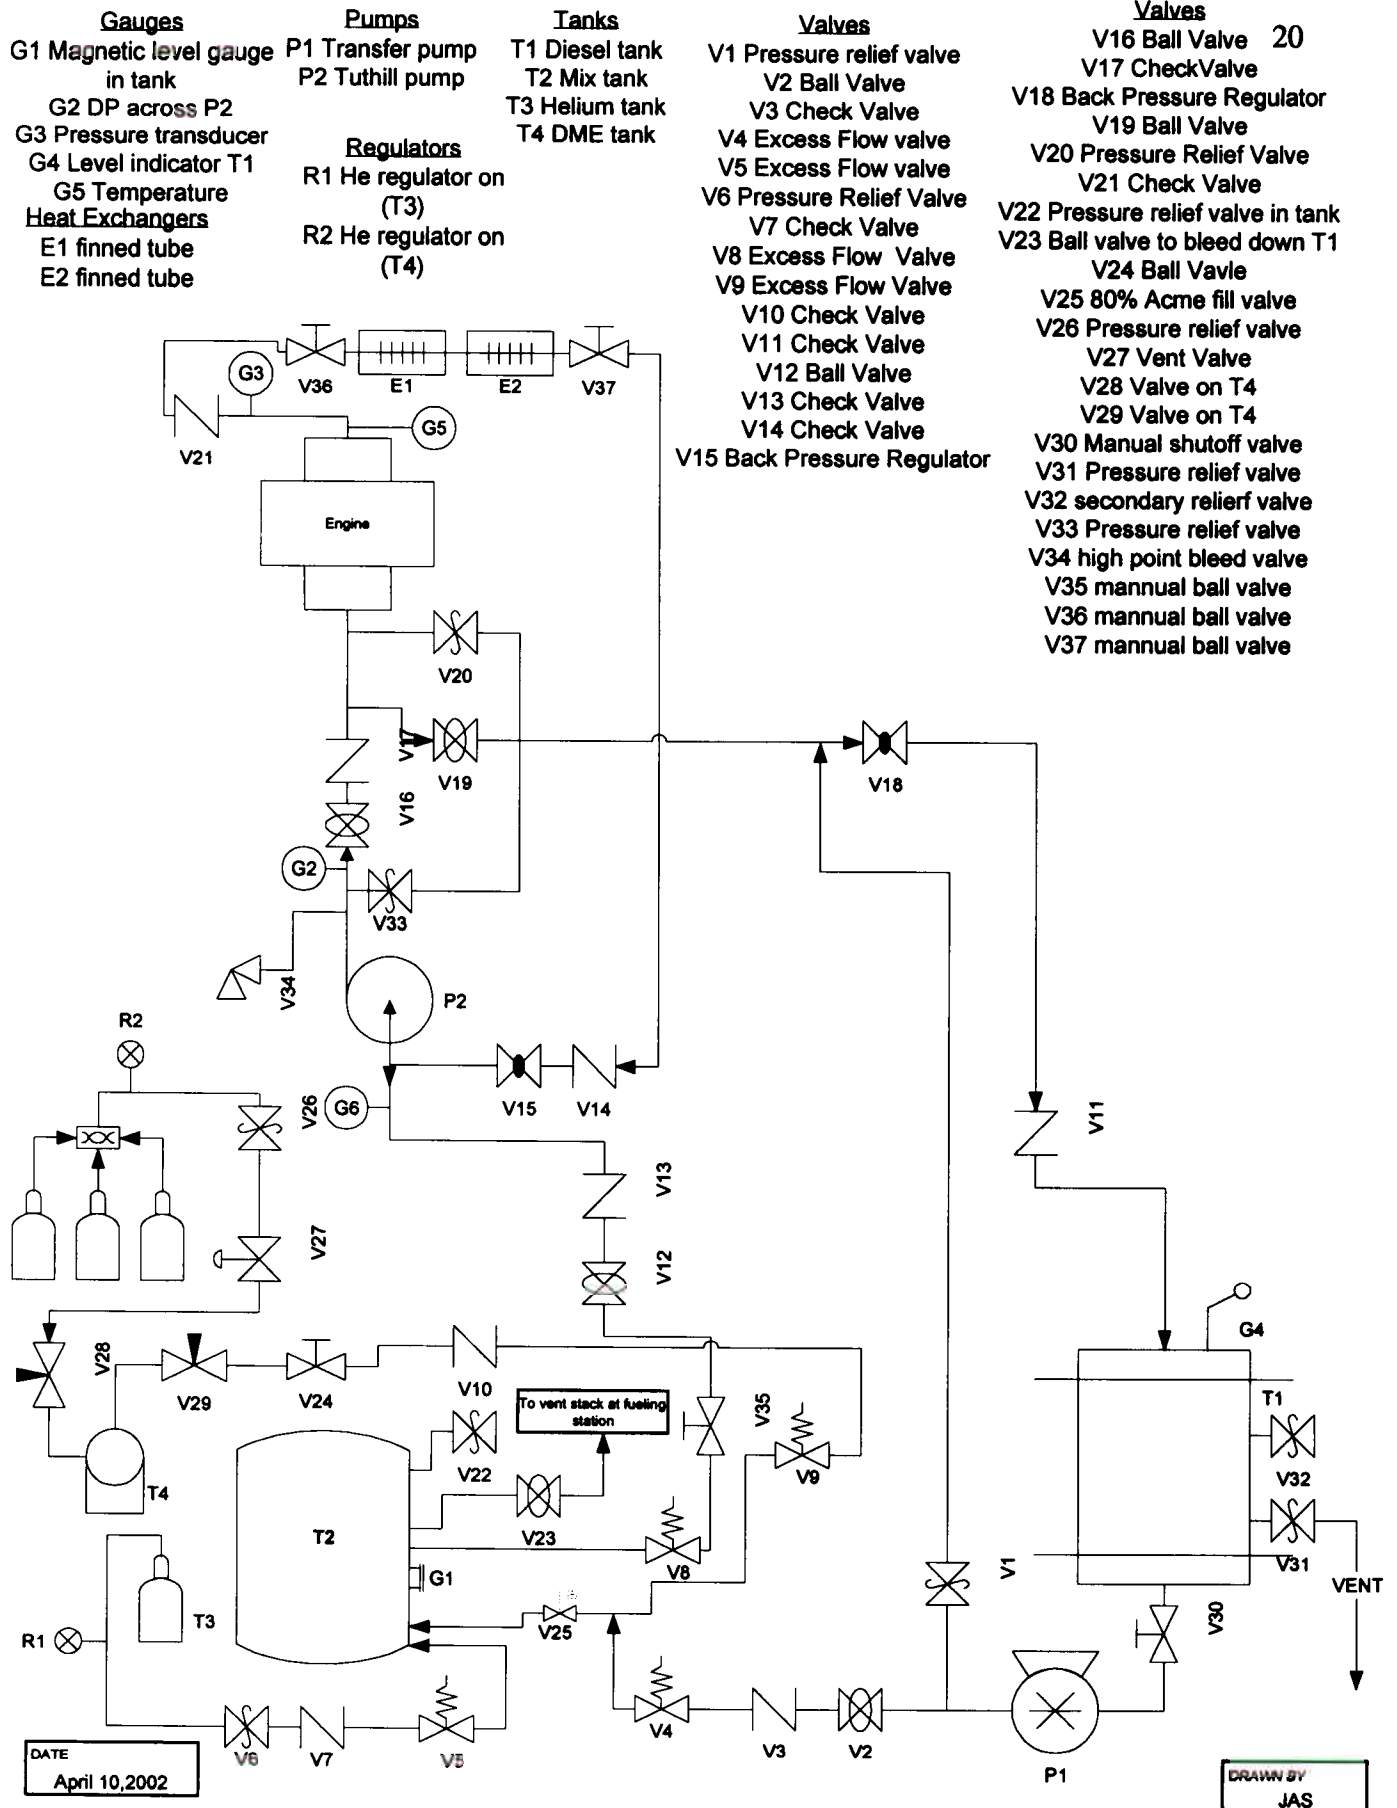 Gauges
G1 Magnetic level gauge
in tank
G2 DP across P2
G3 Pressure transducer
G4 Level indicator T1
G5 Temperature
Heat Exchangers
E1 finned tube
E2 finned tube
Pumps
P1 Transfer pump
P2 Tuthill pump
Regulators
R1 He regulator on
(T3)
R2 He regulator on
(T4)
Tanks
T1 Diesel tank
T2 Mix tank
T3 Helium tank
T4 DME tank
Valves
V1 Pressure relief valve
V2 Ball Valve
V3 Check Valve
V4 Excess Flow valve
V5 Excess Flow valve
V6 Pressure Relief Valve
V7 Check Valve
V8 Excess Flow Valve
V9 Excess Flow Valve
V10 Check Valve
V11 Check Valve
V12 Ball Valve
V13 Check Valve
V14 Check Valve
V15 Back Pressure Regulator
Valves
20
V16 Ball Valve
V17 CheckValve
V18 Back Pressure Regulator
V19 Ball Valve
V20 Pressure Relief Valve
V21 Check Valve
V22 Pressure relief valve in tank
V23 Ball valve to bleed down T1
V24 Ball Vavle
V25 80% Acme fill valve
V26 Pressure relief valve
V27 Vent Valve
V28 Valve on T4
V29 Valve on T4
V30 Manual shutoff valve
V31 Pressure relief valve
V32 secondary relierf valve
V33 Pressure relief valve
V34 high point bleed valve
V35 mannual ball valve
V36 mannual ball valve
V37 mannual ball valve
G3
V36
E1
E2
V37
G5
V21
Engine
V20
V17
V19
V18
V16
G2
V33
V34
P2
R2
V26
G6
V15
V14
V11
V13
V27
V12
G4
V28
V29
V24
V10
To vent stack at fueling
station
V35
T1
V9
V22
V32
T4
T2
V23
V8
V1
V31
G1
VENT
T3
R1
V25
V30
V4
V3
V2
V6
V7
V5
P1
DATE
April 10,2002
DRAWN BY
JAS